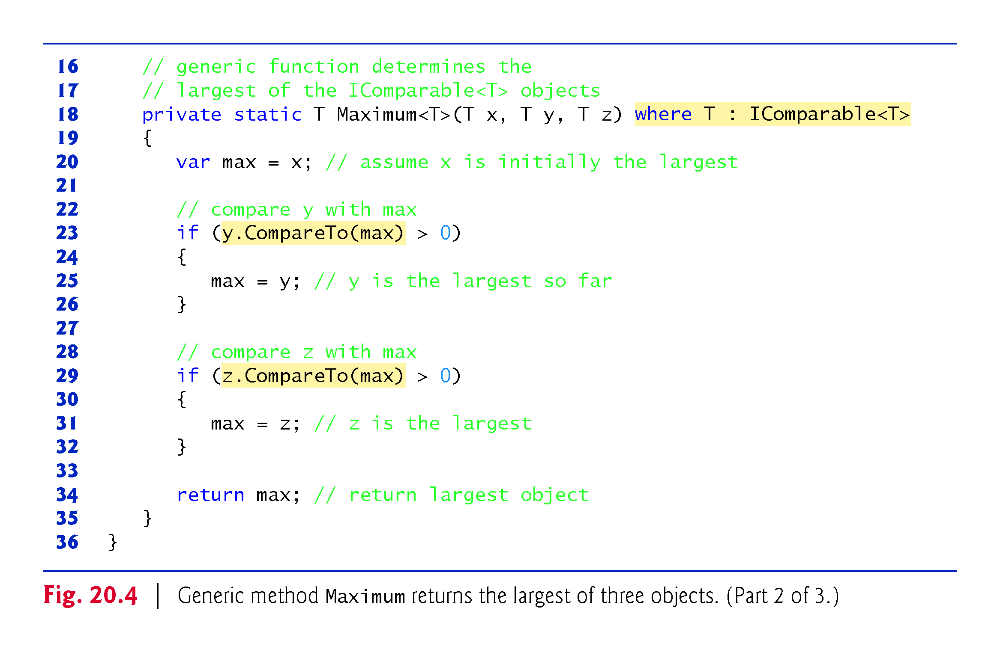 16 // generic function determines the
17 // largest of the IComparable<T> objects
18 private static T Maximum<T>(T x, T y, T z) where T : IComparable<T>
19 {
20 var max = x; // assume x is initially the largest
21
22 // compare y with max
23 if (y.CompareTo(max) > 0)
24 {
25 max = y; // y is the largest so far
26 }
27
28 // compare z with max
29 if (z.CompareTo(max) > 0)
30 {
31 max = z; // z is the largest
32 }
33
34 return max; // return largest object
35 }
36 }
Fig. 20.4 | Generic method Maximum returns the largest of three objects. (Part 2 of 3.)